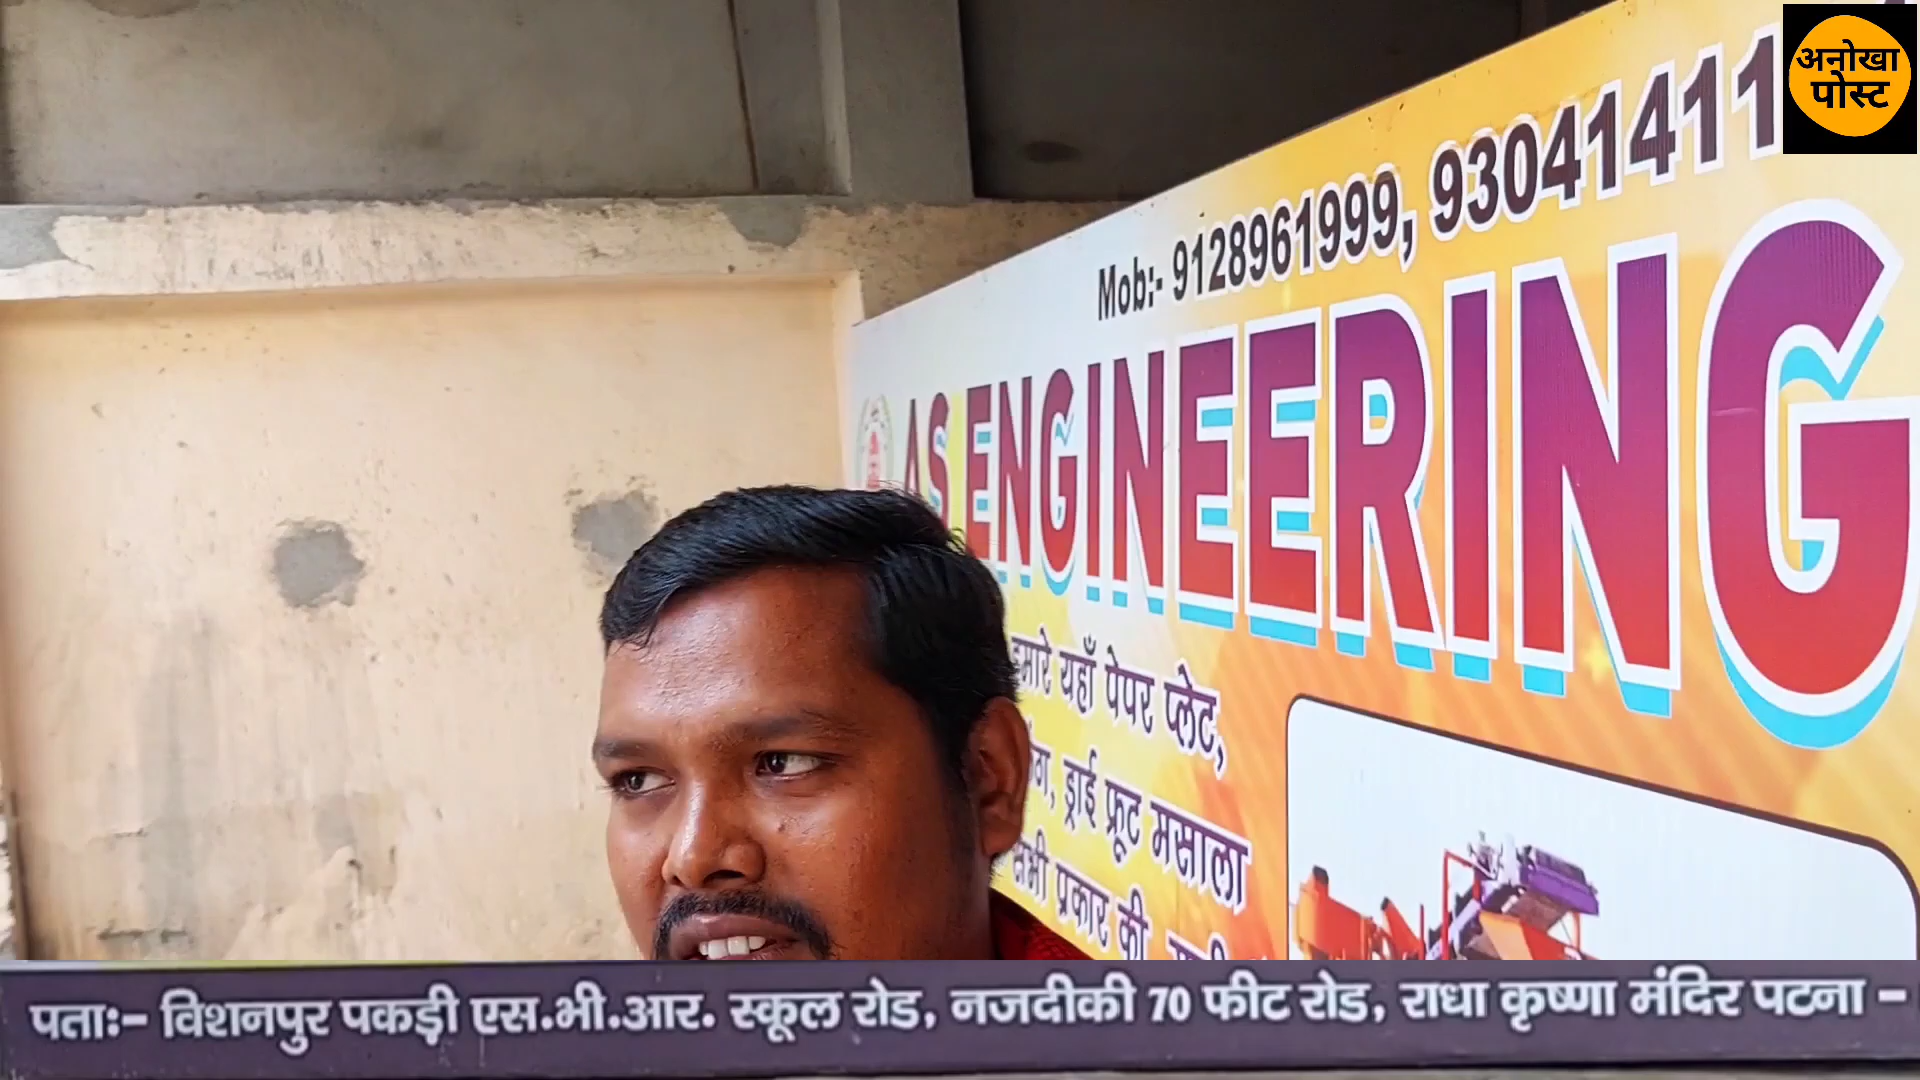 अनोखा
पोस्ट
Mob:- 9128961999, 93041411
AS ENGINEERING
हमारे यहाँ पेपर प्लेट,
ड्राई फ्रूट मसाला
सभी प्रकार की
पताः- विशनपुर पकड़ी एस.भी.आर. स्कूल रोड, नजदीकी 70 फीट रोड, राधा कृष्णा मंदिर पटना -